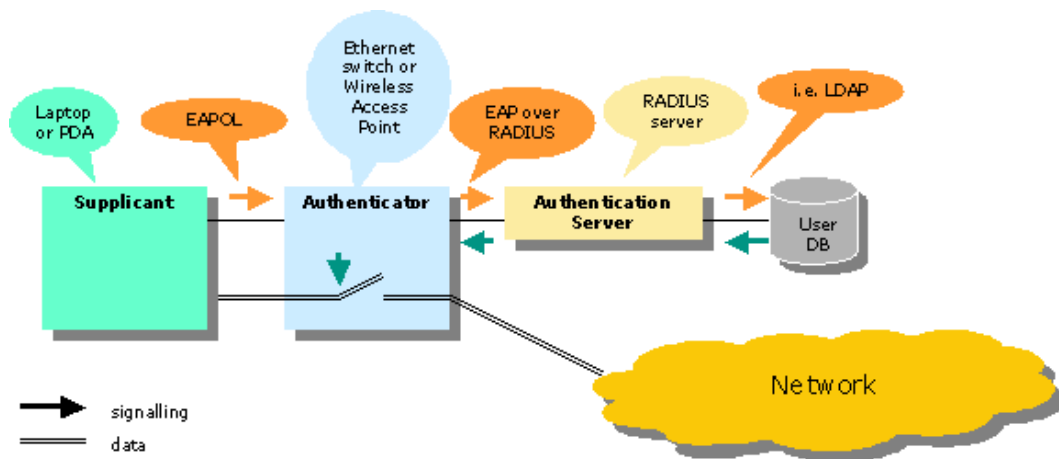 Ethernet
switch or
Wireless
Access
Point
Laptop
or PDA
EAPOL
EAP over
RADIUS
RADIUS
server
i.e. LDAP
Supplicant
Authenticator
Authentication
Server
User
DB
Network
signalling
data